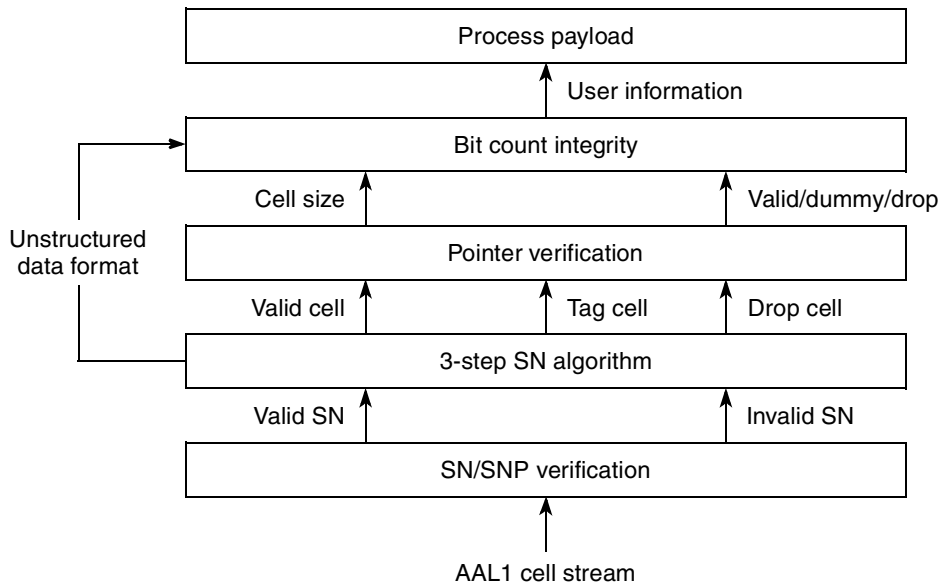 Process payload
User information
Bit count integrity
Cell size
Valid/dummy/drop
Unstructured
data format
Pointer verification
Valid cell
Tag cell
Drop cell
3-step SN algorithm
Valid SN
Invalid SN
SN/SNP verification
AAL1 cell stream